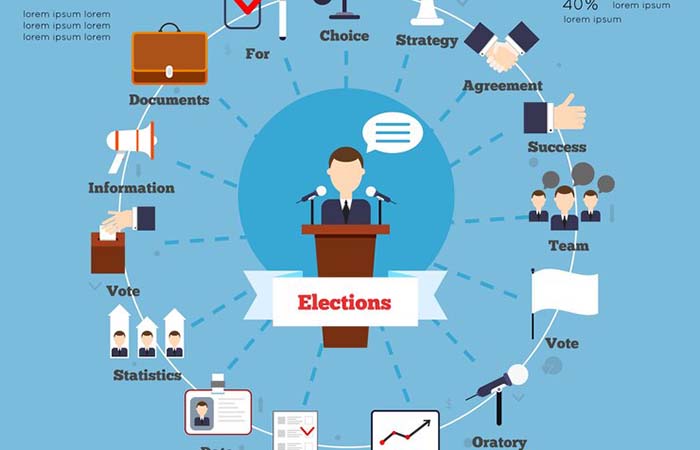 lorem ipsum lorem
lorem ipsum lorem
lorem ipsum lorem
40%
lorem ipsum
lorem ipsum
For
Choice
Strategy
Agreement
Documents
Success
Information
Team
Vote
Elections
Vote
Statistics
Oratory